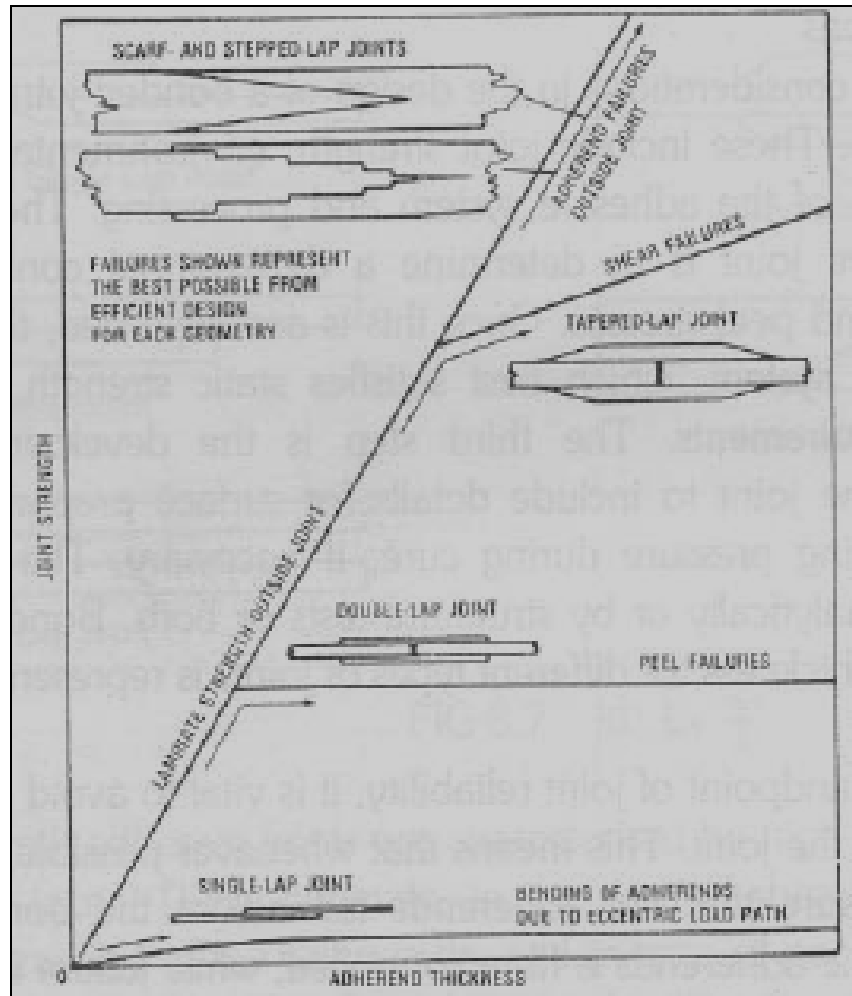 SCARF- AND STEPPED-LAP JOINTS
ADHEREND FAILURES
OUTSIDE JOINT
FAILURES SHOWN REPRESENT
THE BEST POSSIBLE FROM
EFFICIENT DESIGN
FOR EACH GEOMETRY
SHEAR FAILURES
TAPERED-LAP JOINT
JOINT STRENGTH
LAMINATE STRENGTH OUTSIDE JOINT
DOUBLE-LAP JOINT
PEEL FAILURES
SINGLE-LAP JOINT
BENDING OF ADHERENDS
DUE TO ECCENTRIC LOAD PATH
0
ADHEREND THICKNESS